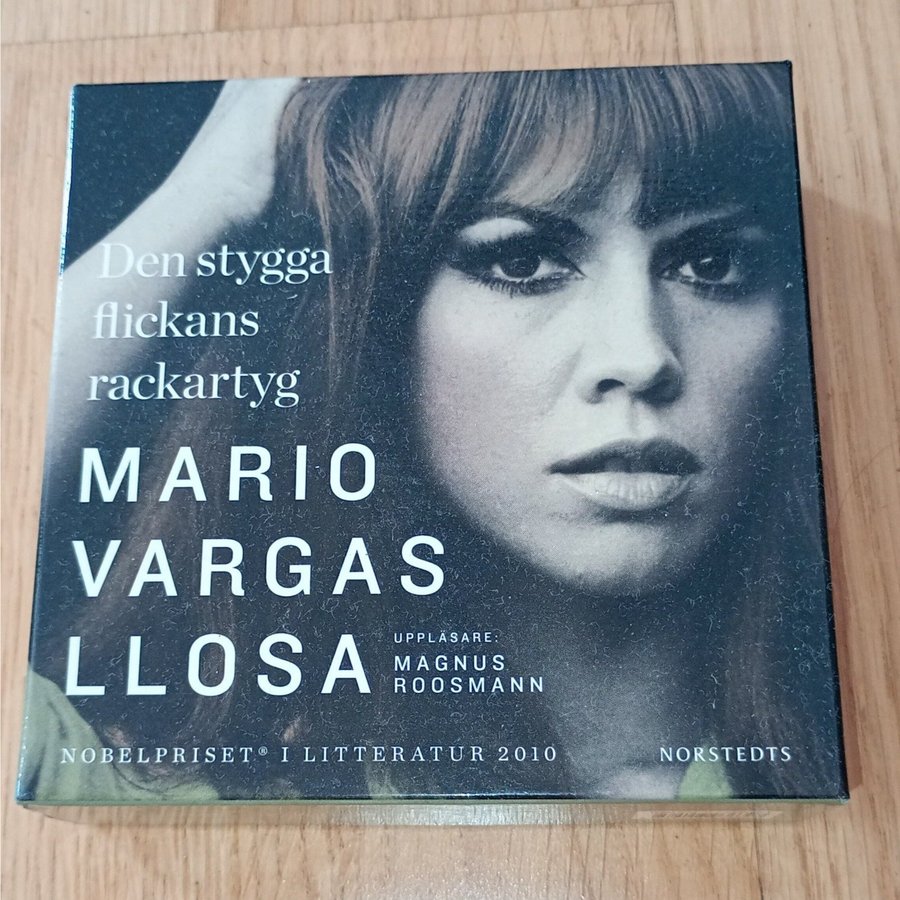 Den stygga
flickans
rackartyg
MARIO
VARGAS
LLOSA
UPPLÄSARE:
MAGNUS
ROOSMANN
NOBELPRISET® I LITTERATUR 2010
NORSTEDTS